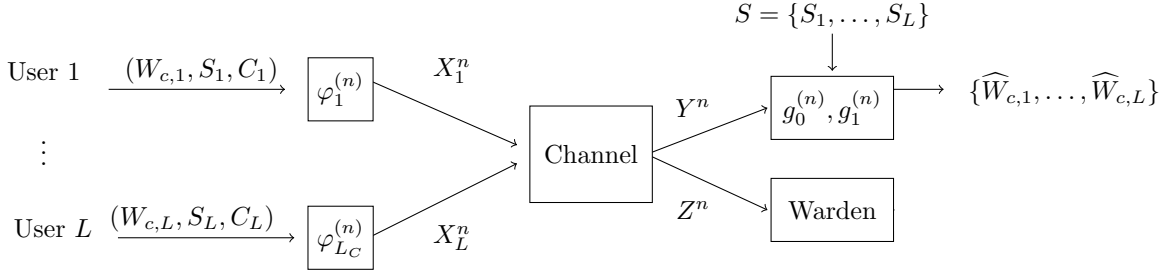 S = {S_1, …, S_L}
User 1
(W_{c,1}, S_1, C_1)
φ_1^{(n)}
X_1^n
Channel
Y^n
g_0^{(n)}, g_1^{(n)}
{Ŵ_{c,1}, …, Ŵ_{c,L}}
⋮
User L
(W_{c,L}, S_L, C_L)
φ_{L_C}^{(n)}
X_L^n
Z^n
Warden